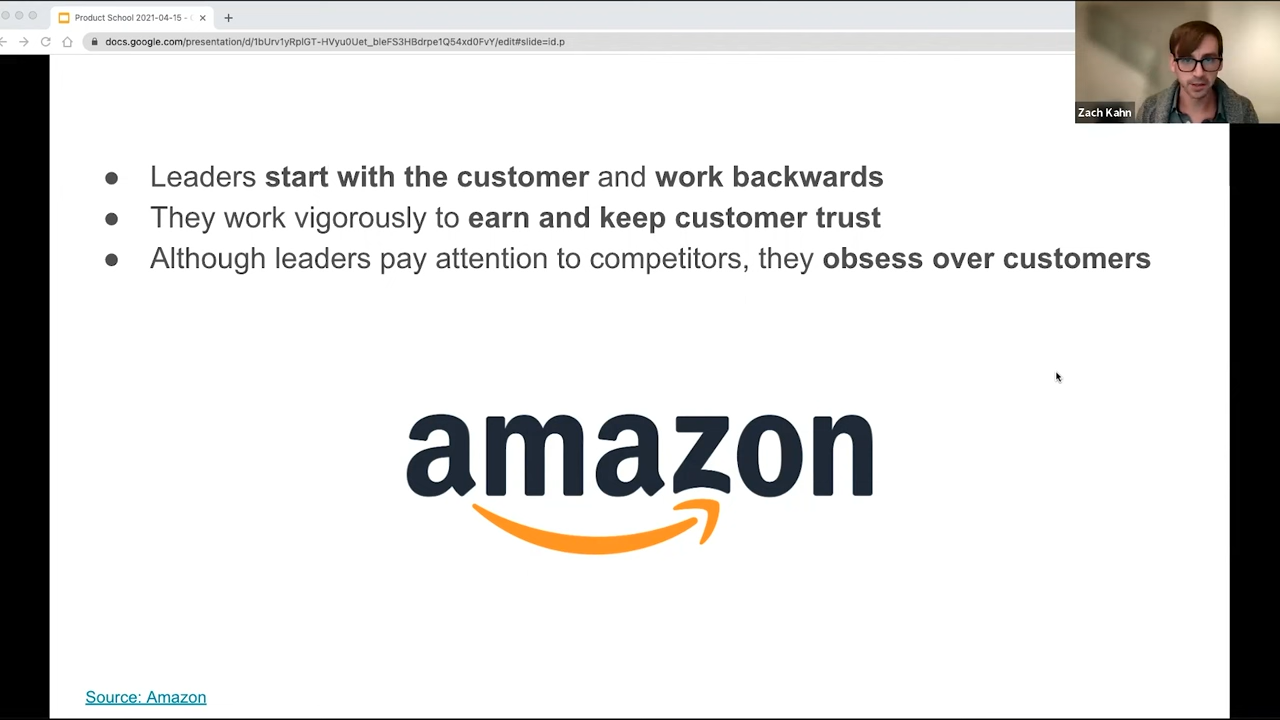 Product School 2021-04-15 -
docs.google.com/presentation/d/1bUrv1yRplGT-HVyu0Uet_bleFS3HBdrpe1Q54xd0FvY/edit#slide=id.p
Zach Kahn
● Leaders start with the customer and work backwards
● They work vigorously to earn and keep customer trust
● Although leaders pay attention to competitors, they obsess over customers
amazon
Source: Amazon